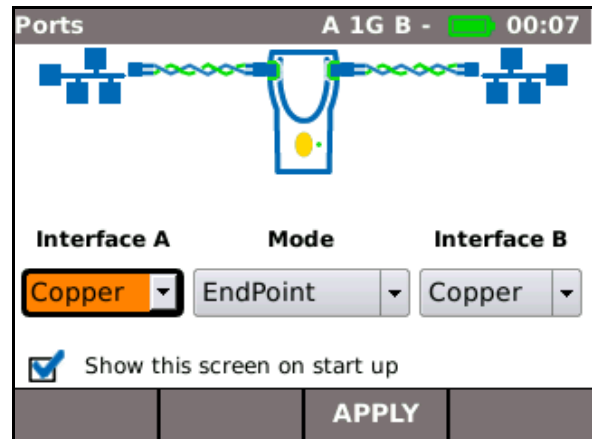 Ports A 1G B - 00:07
Interface A Mode Interface B
Copper EndPoint Copper
Show this screen on start up
APPLY